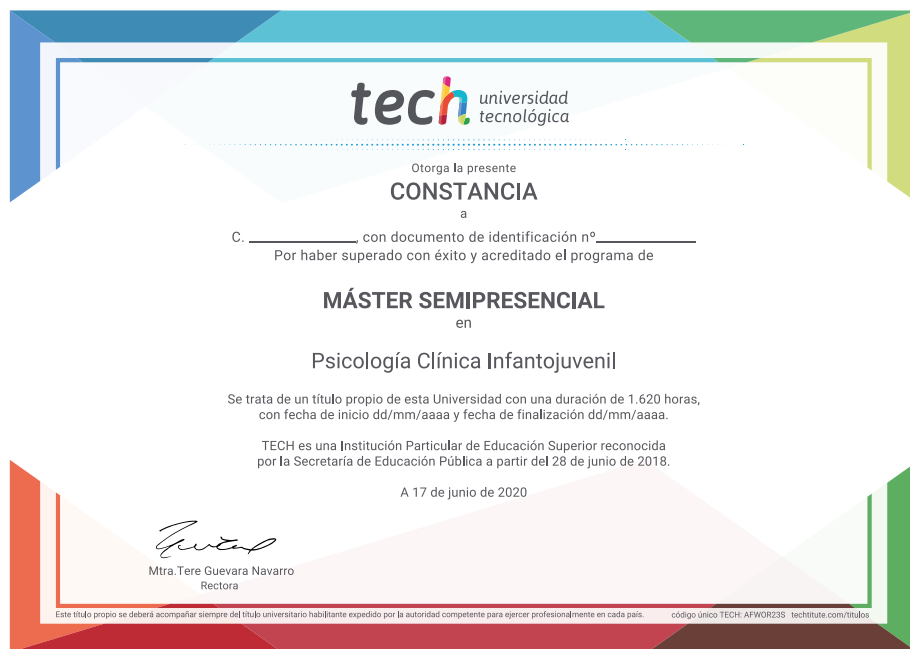 tech universidad
tecnológica
Otorga la presente
CONSTANCIA
a
C. ____________, con documento de identificación nº____________
Por haber superado con éxito y acreditado el programa de
MÁSTER SEMIPRESENCIAL
en
Psicología Clínica Infantojuvenil
Se trata de un título propio de esta Universidad con una duración de 1.620 horas,
con fecha de inicio dd/mm/aaaa y fecha de finalización dd/mm/aaaa.
TECH es una Institución Particular de Educación Superior reconocida
por la Secretaría de Educación Pública a partir del 28 de junio de 2018.
A 17 de junio de 2020
Mtra.Tere Guevara Navarro
Rectora
Este título propio se deberá acompañar siempre del título universitario habilitante expedido por la autoridad competente para ejercer profesionalmente en cada país. código único TECH: AFWOR23S techtitute.com/titulos